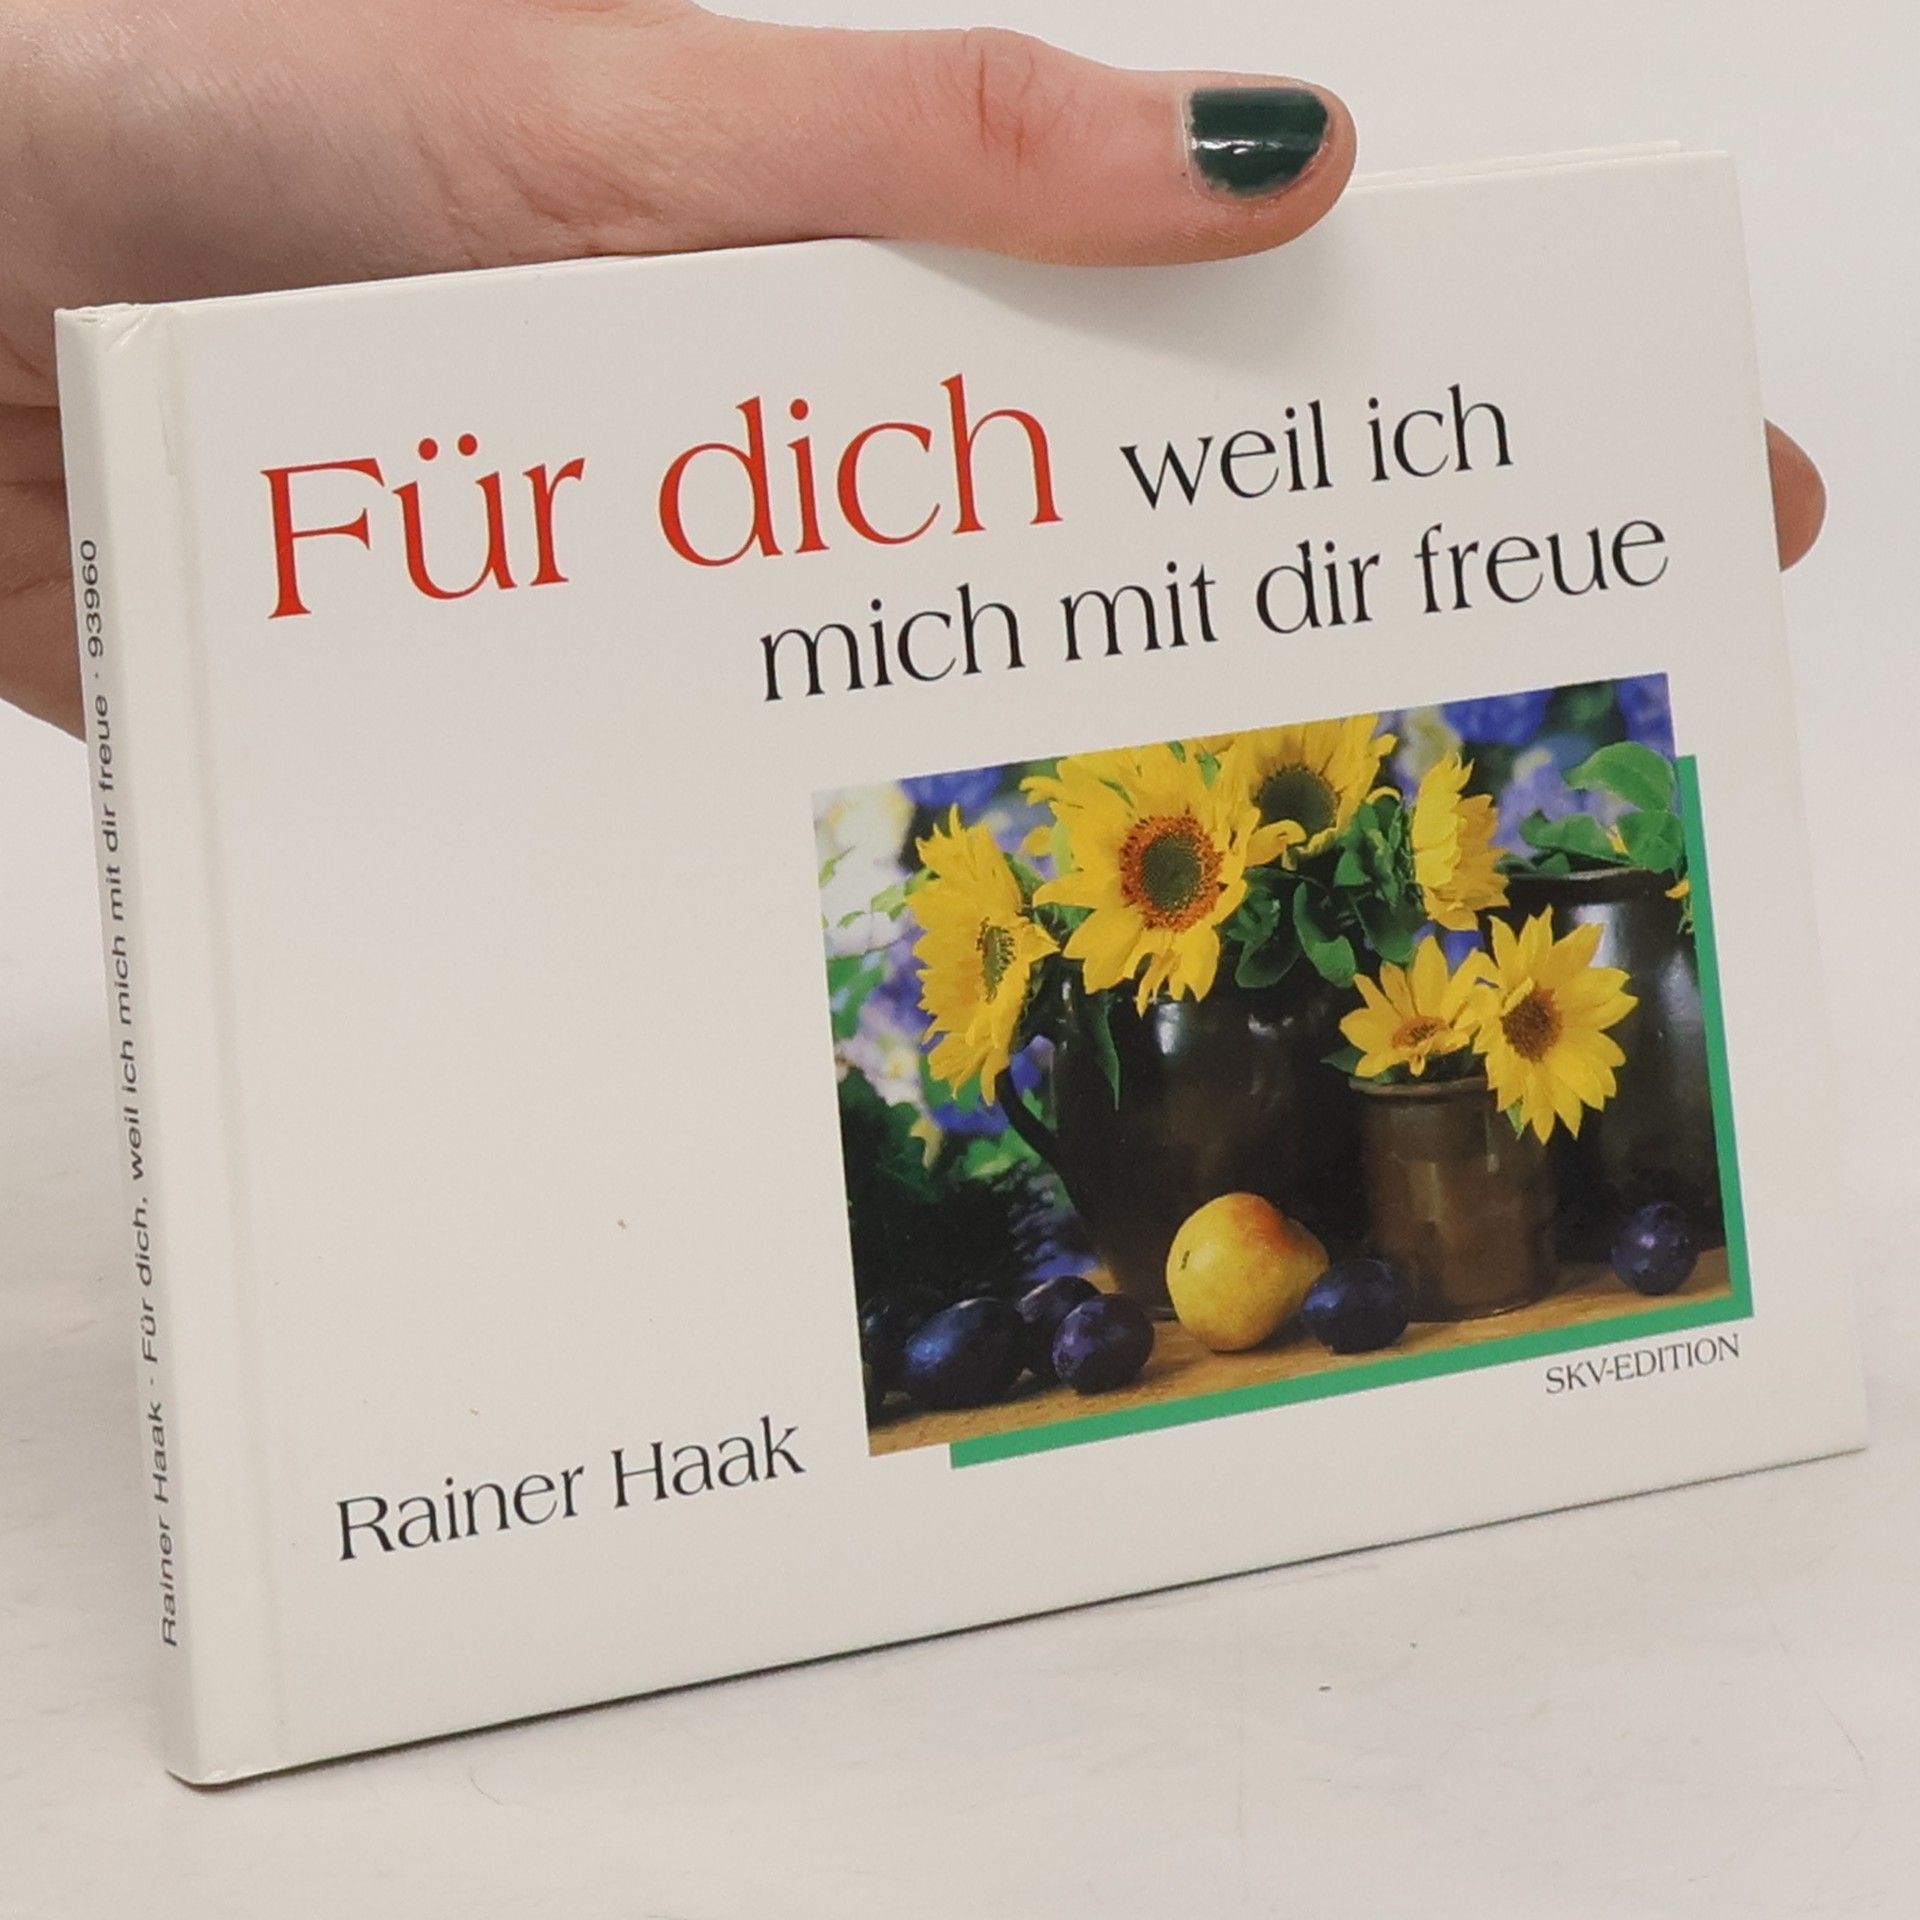 Für dich weil ich
mich mit dir freue
Rainer Haak
SKV-EDITION
Rainer Haak · Für dich, weil ich mich mit dir freue · 93960